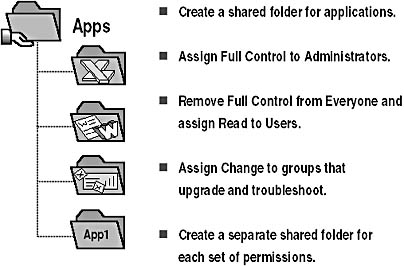 Apps
Create a shared folder for applications.
Assign Full Control to Administrators.
Remove Full Control from Everyone and
assign Read to Users.
Assign Change to groups that
upgrade and troubleshoot.
App1
Create a separate shared folder for
each set of permissions.